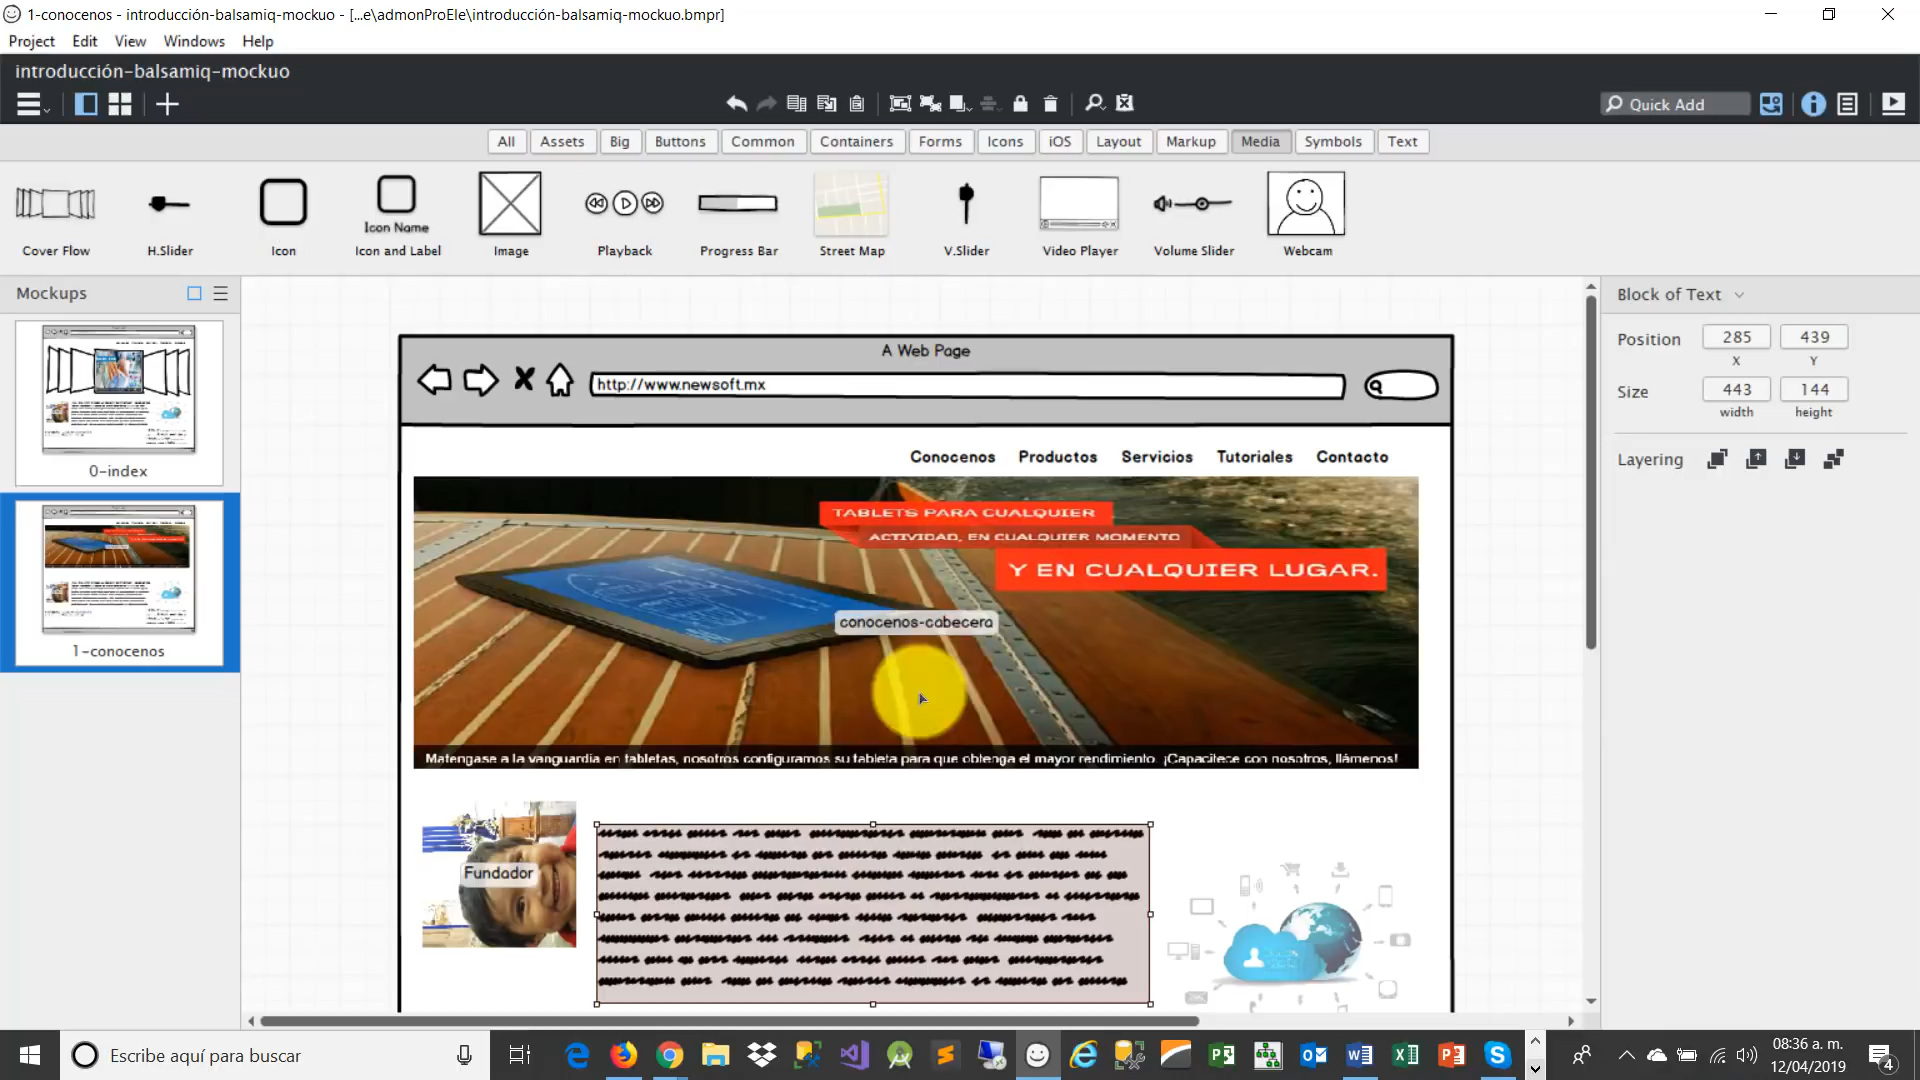 1-conocenos - introducción-balsamiq-mockuo - [...e\admonProEle\introducción-balsamiq-mockuo.bmpr]
Project Edit View Windows Help
introducción-balsamiq-mockuo
Quick Add
All Assets Big Buttons Common Containers Forms Icons iOS Layout Markup Media Symbols Text
Icon Name
Cover Flow H.Slider Icon Icon and Label Image Playback Progress Bar Street Map V.Slider Video Player Volume Slider Webcam
Mockups
0-index
1-conocenos
A Web Page
http://www.newsoft.mx
Conocenos Productos Servicios Tutoriales Contacto
TABLETS PARA CUALQUIER
ACTIVIDAD, EN CUALQUIER MOMENTO
Y EN CUALQUIER LUGAR.
conocenos-cabecera
Matengase a la vanguardia en tabletas, nosotros configuramos su tableta para que obtenga el mayor rendimiento. ¡Capacitece con nosotros, llámenos!
Fundador
Block of Text
Position 285 439
X Y
Size 443 144
width height
Layering
Escribe aquí para buscar
08:36 a. m.
12/04/2019
4